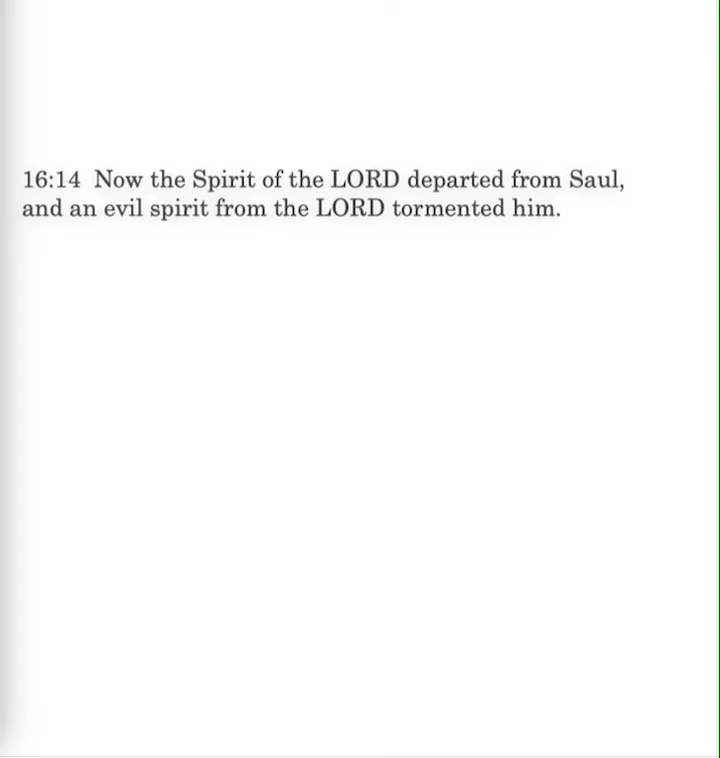 16:14 Now the Spirit of the LORD departed from Saul,
and an evil spirit from the LORD tormented him.